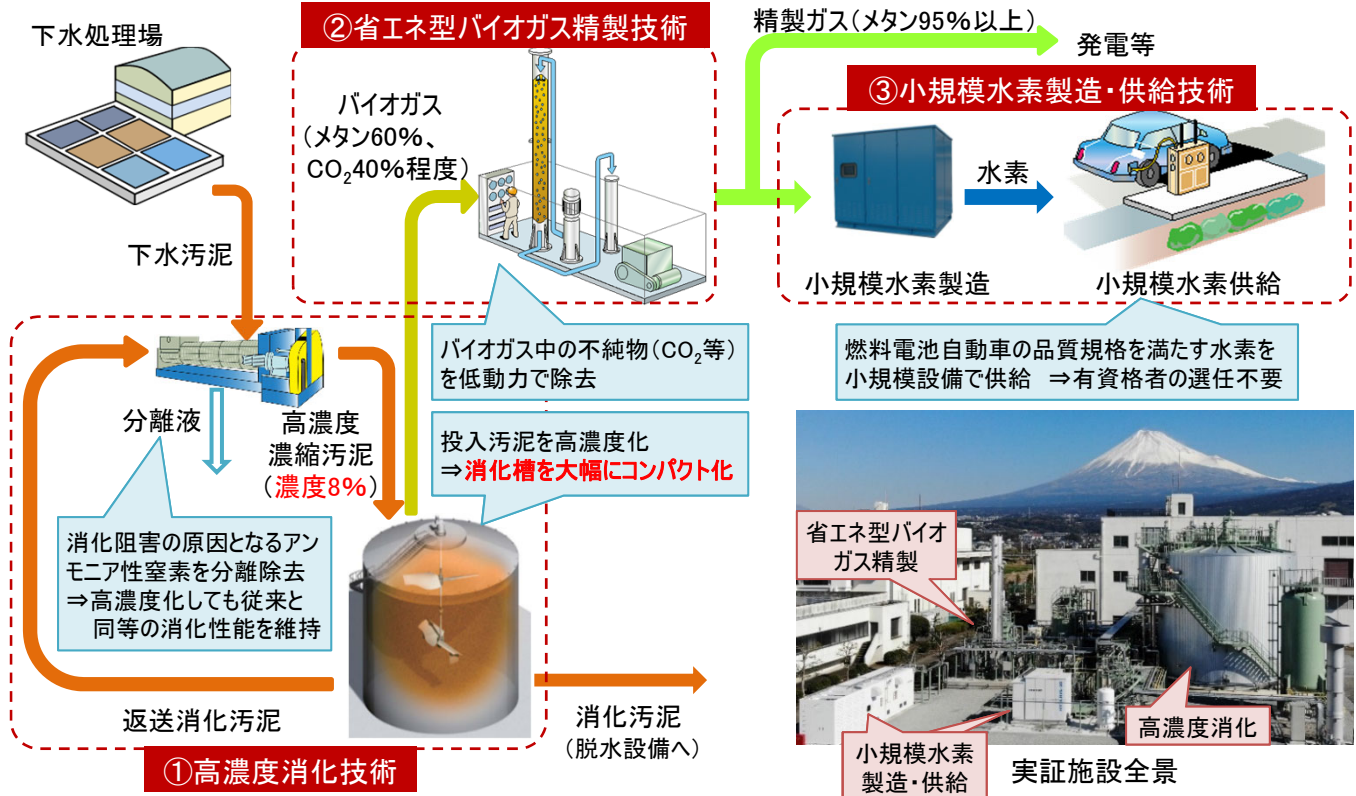 下水処理場
②省エネ型バイオガス精製技術
精製ガス（メタン95％以上）
発電等
③小規模水素製造・供給技術
バイオガス
（メタン60％、
CO₂40％程度）
水素
下水汚泥
小規模水素製造
小規模水素供給
バイオガス中の不純物（CO₂等）
を低動力で除去
燃料電池自動車の品質規格を満たす水素を
小規模設備で供給　⇒有資格者の選任不要
分離液
高濃度
濃縮汚泥
（濃度8％）
投入汚泥を高濃度化
⇒消化槽を大幅にコンパクト化
消化阻害の原因となるアン
モニア性窒素を分離除去
⇒高濃度化しても従来と
同等の消化性能を維持
返送消化汚泥
消化汚泥
（脱水設備へ）
①高濃度消化技術
省エネ型バイオ
ガス精製
高濃度消化
小規模水素
製造・供給
実証施設全景